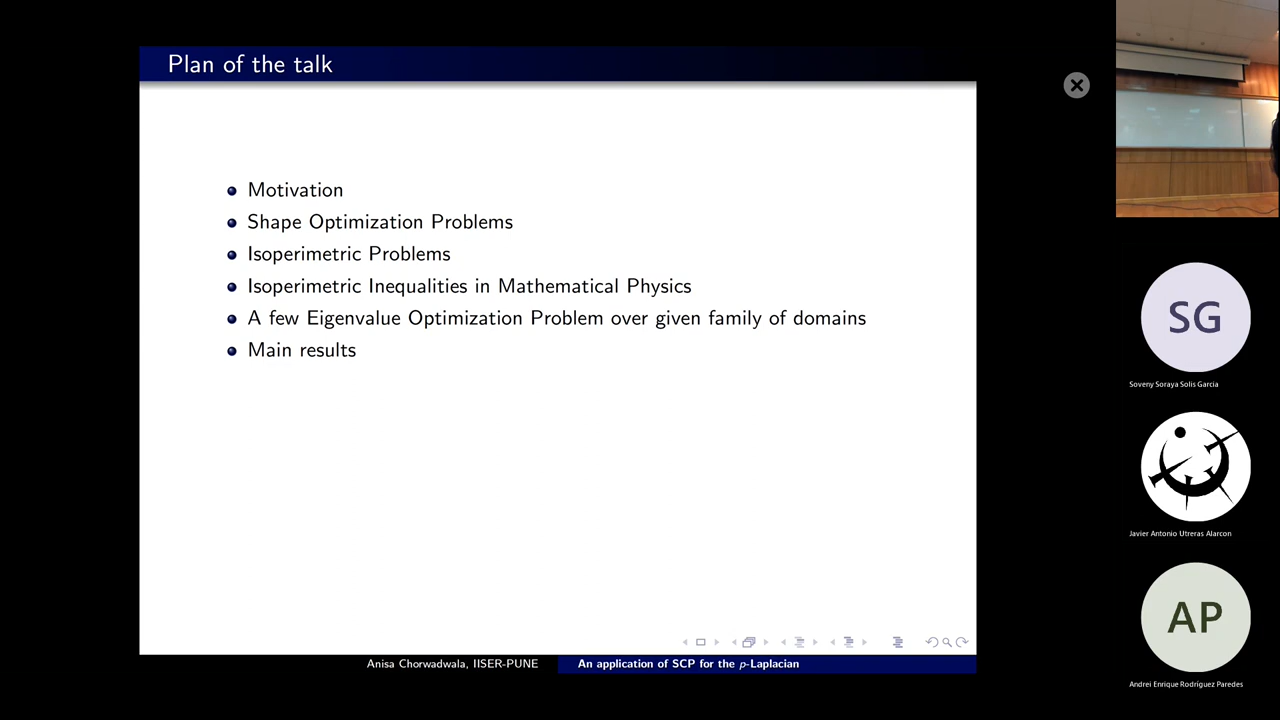 Plan of the talk
Motivation
Shape Optimization Problems
Isoperimetric Problems
Isoperimetric Inequalities in Mathematical Physics
A few Eigenvalue Optimization Problem over given family of domains
Main results
Anisa Chorwadwala, IISER-PUNE
An application of SCP for the p-Laplacian
SG
Soveny Soraya Solis Garcia
Javier Antonio Utreras Alarcon
AP
Andrei Enrique Rodríguez Paredes